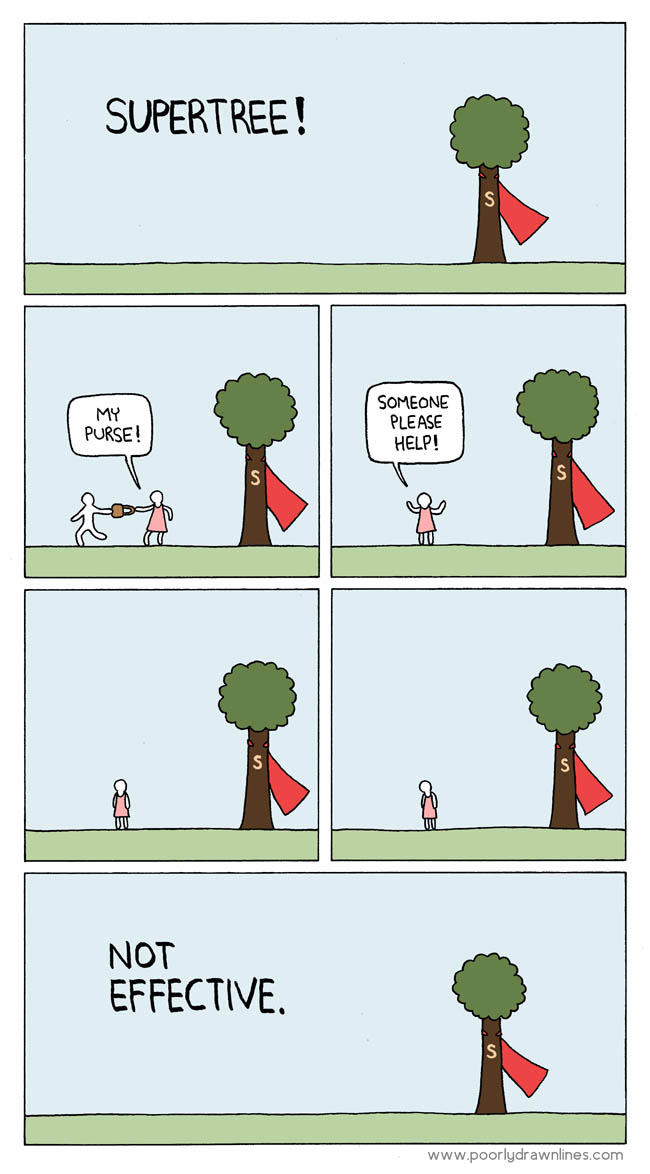 SUPERTREE!
S
MY
PURSE!
S
SOMEONE
PLEASE
HELP!
S
S
S
NOT
EFFECTIVE.
S
www.poorlydrawnlines.com